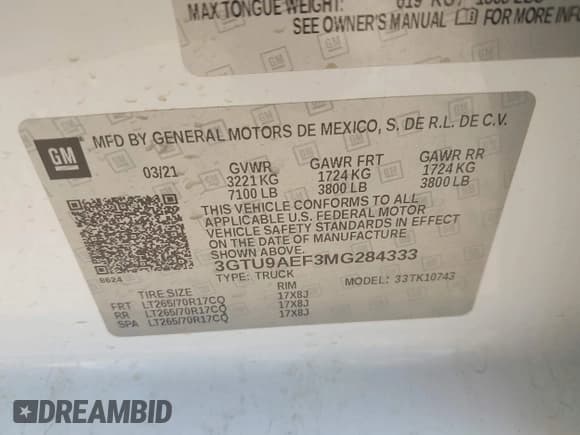 MAX TONGUE WEIGHT: 619 KG
SEE OWNER'S MANUAL FOR MORE INFO
GM
MFD BY GENERAL MOTORS DE MEXICO, S. DE R.L. DE C.V.
03/21 GVWR GAWR FRT GAWR RR
3221 KG 1724 KG 1724 KG
7100 LB 3800 LB 3800 LB
THIS VEHICLE CONFORMS TO ALL
APPLICABLE U.S. FEDERAL MOTOR
VEHICLE SAFETY STANDARDS IN EFFECT
ON THE DATE OF MANUFACTURE
SHOWN ABOVE.
3GTU9AEF3MG284333
8624 TYPE: TRUCK MODEL: 33TK10743
TIRE SIZE RIM
FRT LT265/70R17CQ 17X8J
RR LT265/70R17CQ 17X8J
SPA LT265/70R17CQ 17X8J
DREAMBID